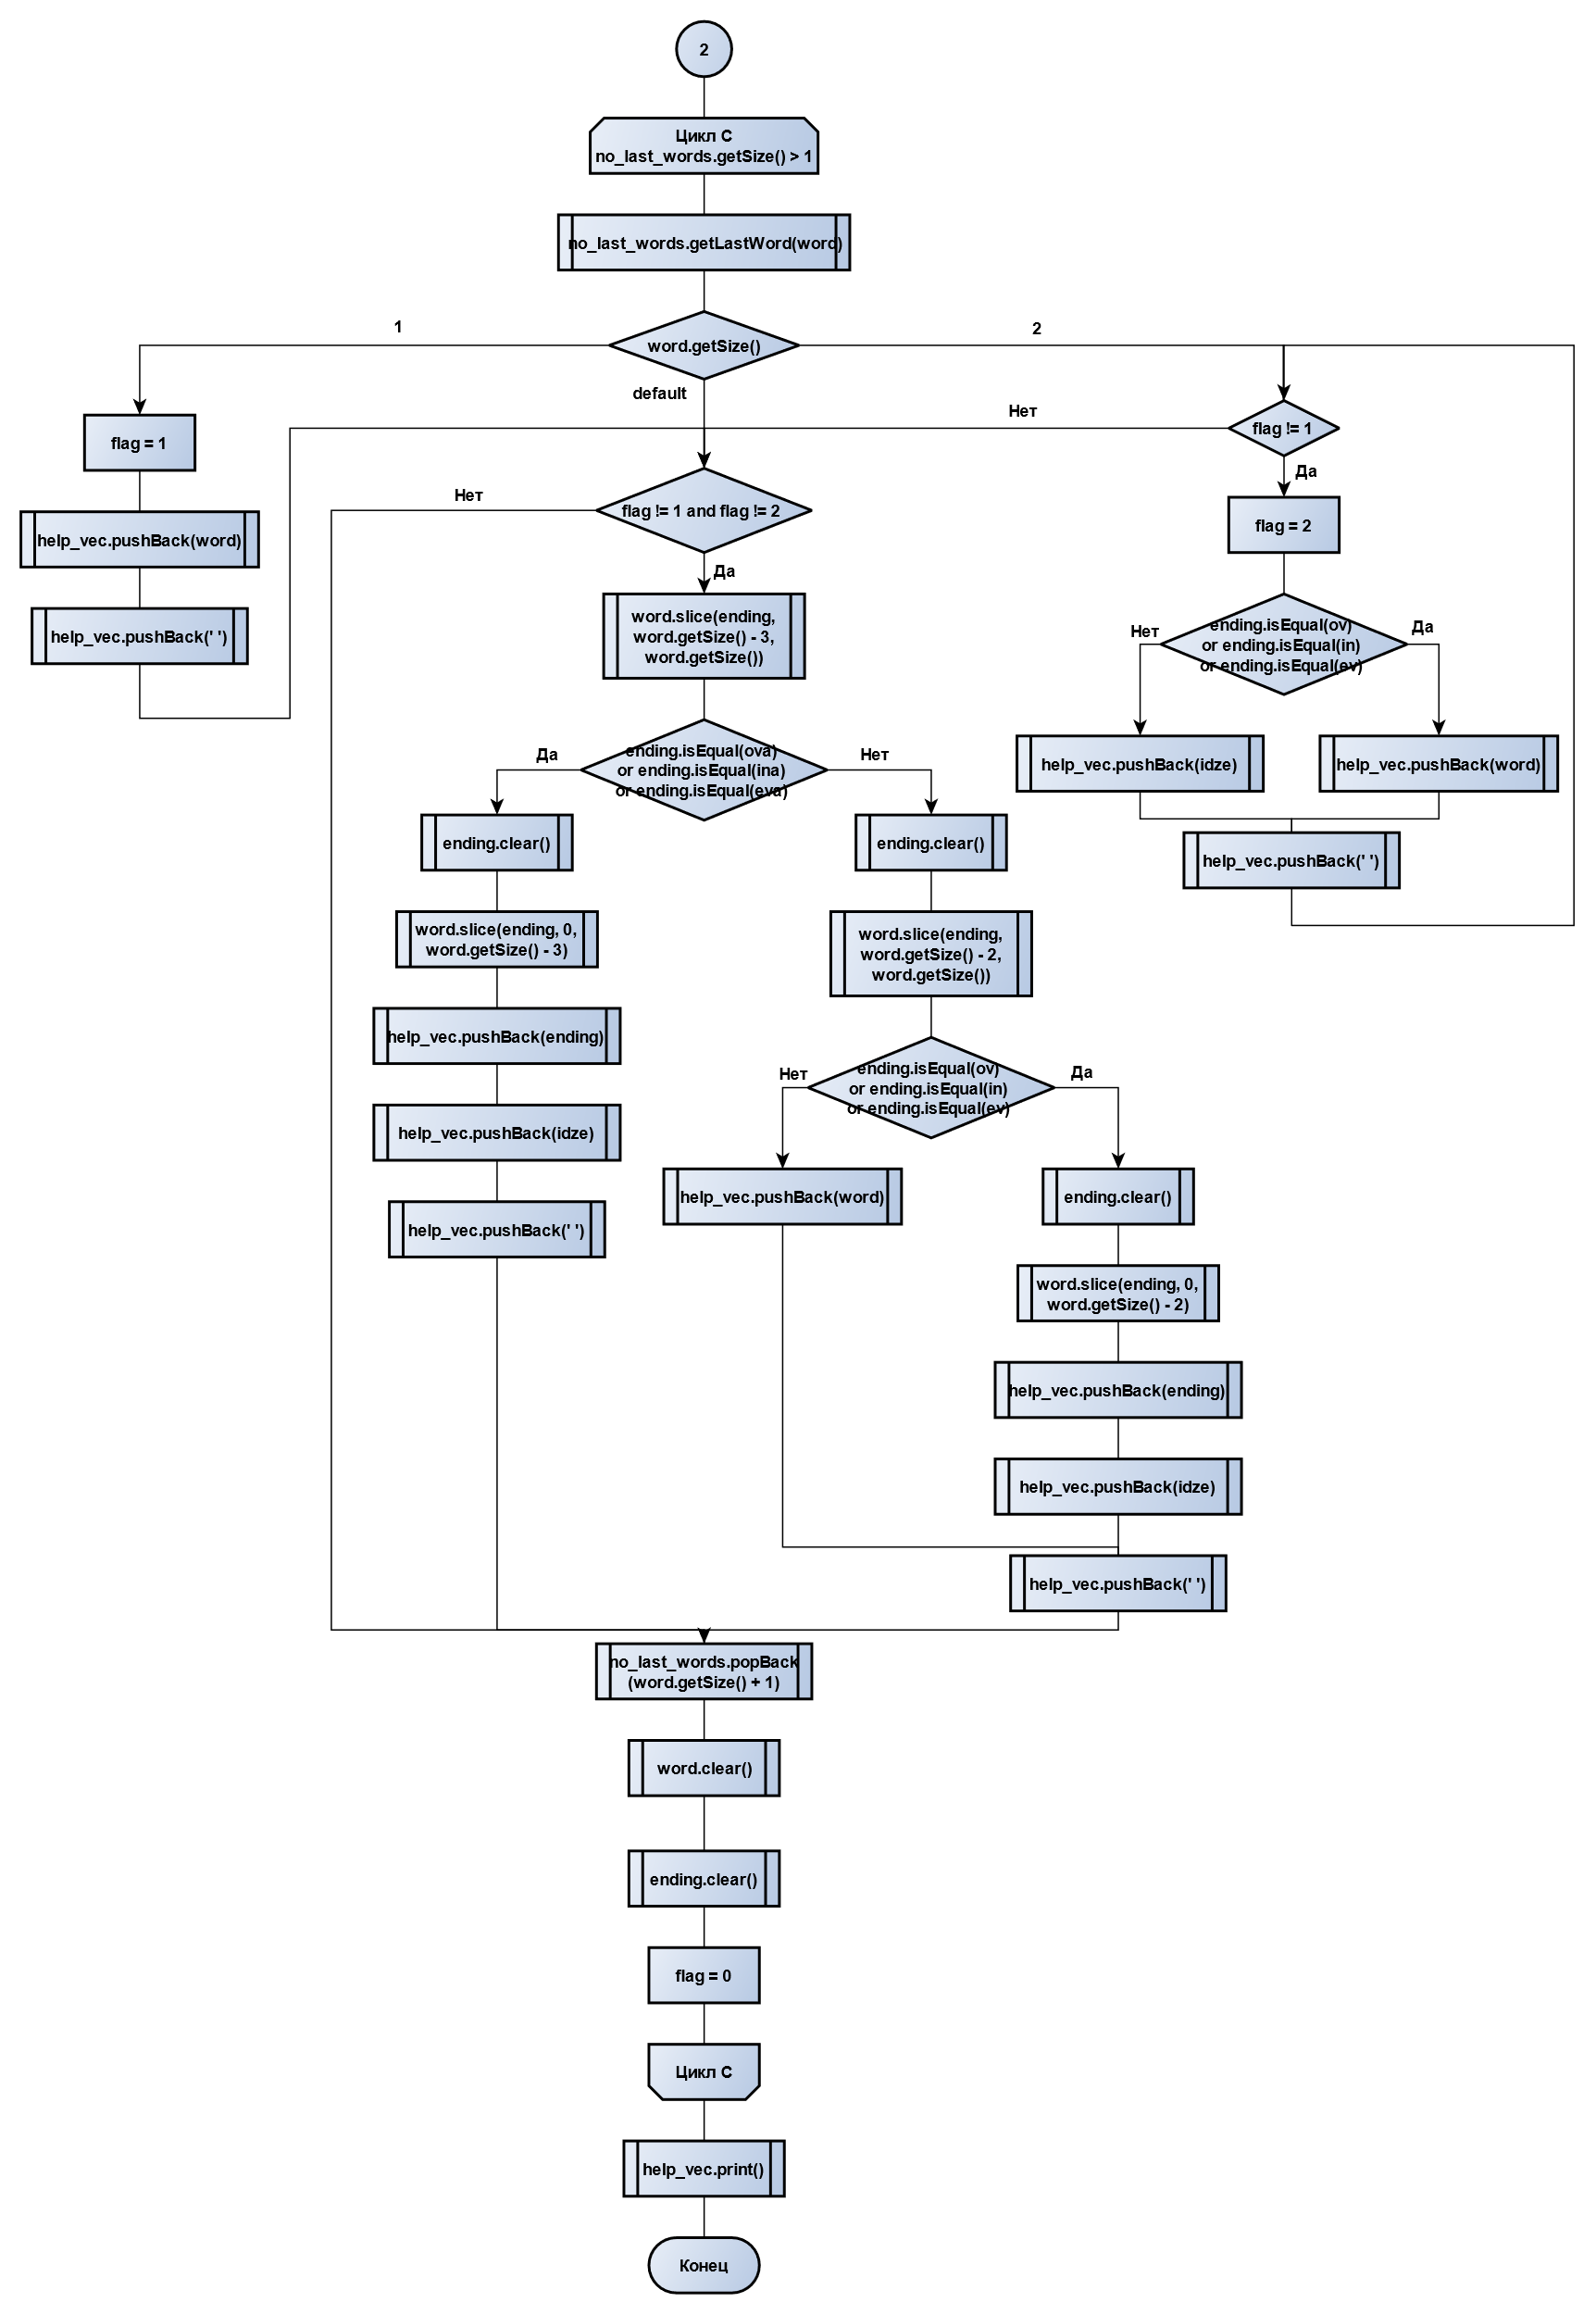 2
Цикл C
no_last_words.getSize() > 1
no_last_words.getLastWord(word)
1
word.getSize()
2
default
flag = 1
help_vec.pushBack(word)
help_vec.pushBack(' ')
Нет
flag != 1
Да
flag = 2
ending.isEqual(ov)
or ending.isEqual(in)
or ending.isEqual(ev)
Нет
Да
help_vec.pushBack(idze)
help_vec.pushBack(word)
help_vec.pushBack(' ')
Нет
flag != 1 and flag != 2
Да
word.slice(ending,
word.getSize() - 3,
word.getSize())
ending.isEqual(ova)
or ending.isEqual(ina)
or ending.isEqual(eva)
Да
Нет
ending.clear()
word.slice(ending, 0,
word.getSize() - 3)
help_vec.pushBack(ending)
help_vec.pushBack(idze)
help_vec.pushBack(' ')
ending.clear()
word.slice(ending,
word.getSize() - 2,
word.getSize())
ending.isEqual(ov)
or ending.isEqual(in)
or ending.isEqual(ev)
Нет
Да
help_vec.pushBack(word)
ending.clear()
word.slice(ending, 0,
word.getSize() - 2)
help_vec.pushBack(ending)
help_vec.pushBack(idze)
help_vec.pushBack(' ')
no_last_words.popBack
(word.getSize() + 1)
word.clear()
ending.clear()
flag = 0
Цикл C
help_vec.print()
Конец